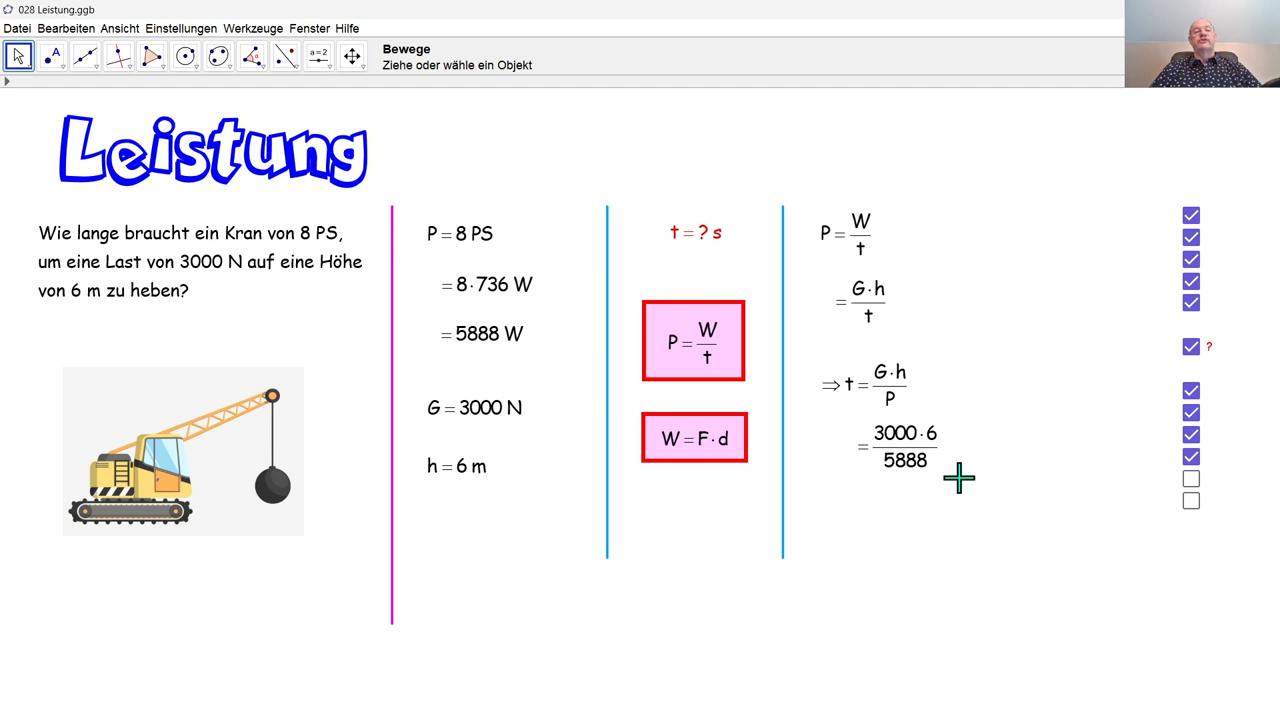 028 Leistung.ggb
Datei Bearbeiten Ansicht Einstellungen Werkzeuge Fenster Hilfe
A
a = 2
Bewege
Ziehe oder wähle ein Objekt
Leistung
Wie lange braucht ein Kran von 8 PS,
um eine Last von 3000 N auf eine Höhe
von 6 m zu heben?
P = 8 PS
= 8 · 736 W
= 5888 W
G = 3000 N
h = 6 m
t = ? s
P = W / t
W = F · d
P = W / t
= G · h / t
⇒ t = G · h / P
= 3000 · 6 / 5888
?